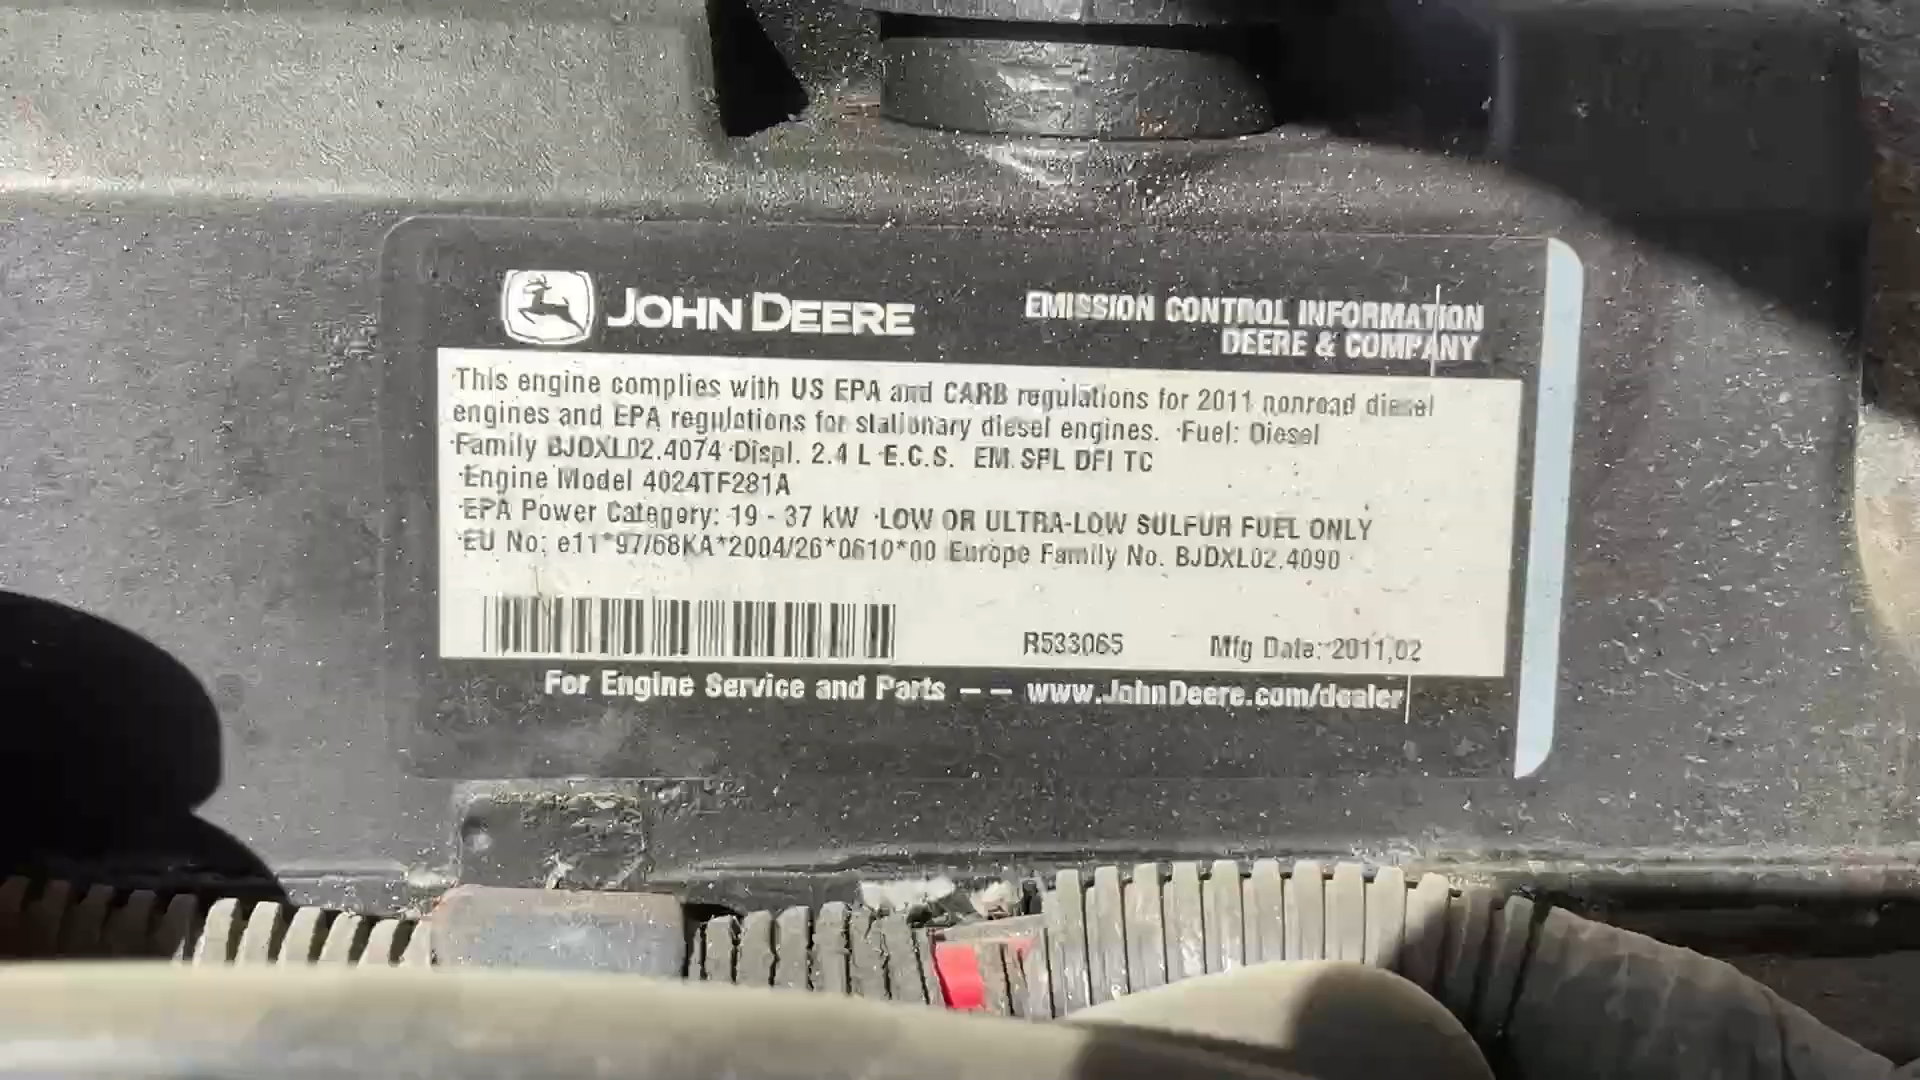 JOHN DEERE
EMISSION CONTROL INFORMATION
DEERE & COMPANY
This engine complies with US EPA and CARB regulations for 2011 nonroad diesel
engines and EPA regulations for stationary diesel engines. ·Fuel: Diesel
·Family BJDXL02.4074 ·Displ. 2.4 L ·E.C.S. EM. SPL DFI TC
·Engine Model 4024TF281A
·EPA Power Category: 19 - 37 kW ·LOW OR ULTRA-LOW SULFUR FUEL ONLY
·EU No: e11*97/68KA*2004/26*0610*00 Europe Family No. BJDXL02.4090 ·
R533065 Mfg Date: 2011,02
For Engine Service and Parts -- www.JohnDeere.com/dealer